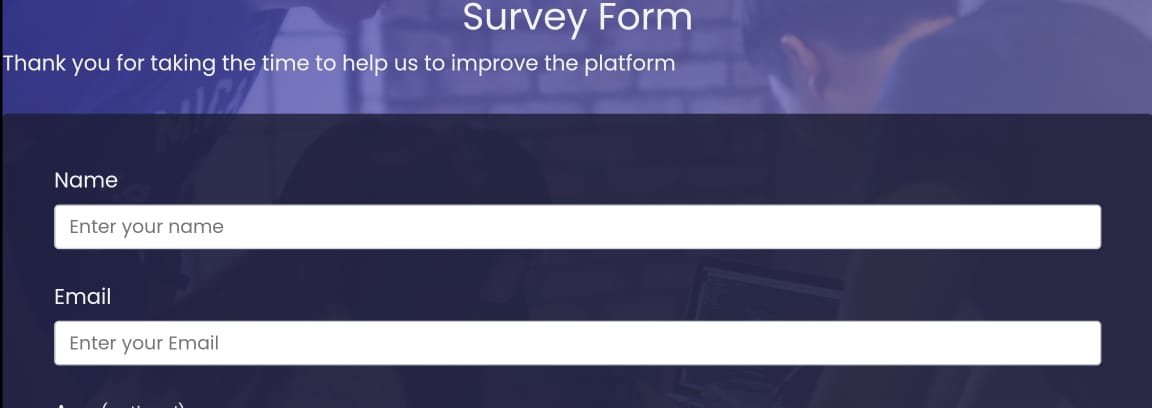 Survey Form
Thank you for taking the time to help us to improve the platform
Name
Enter your name
Email
Enter your Email